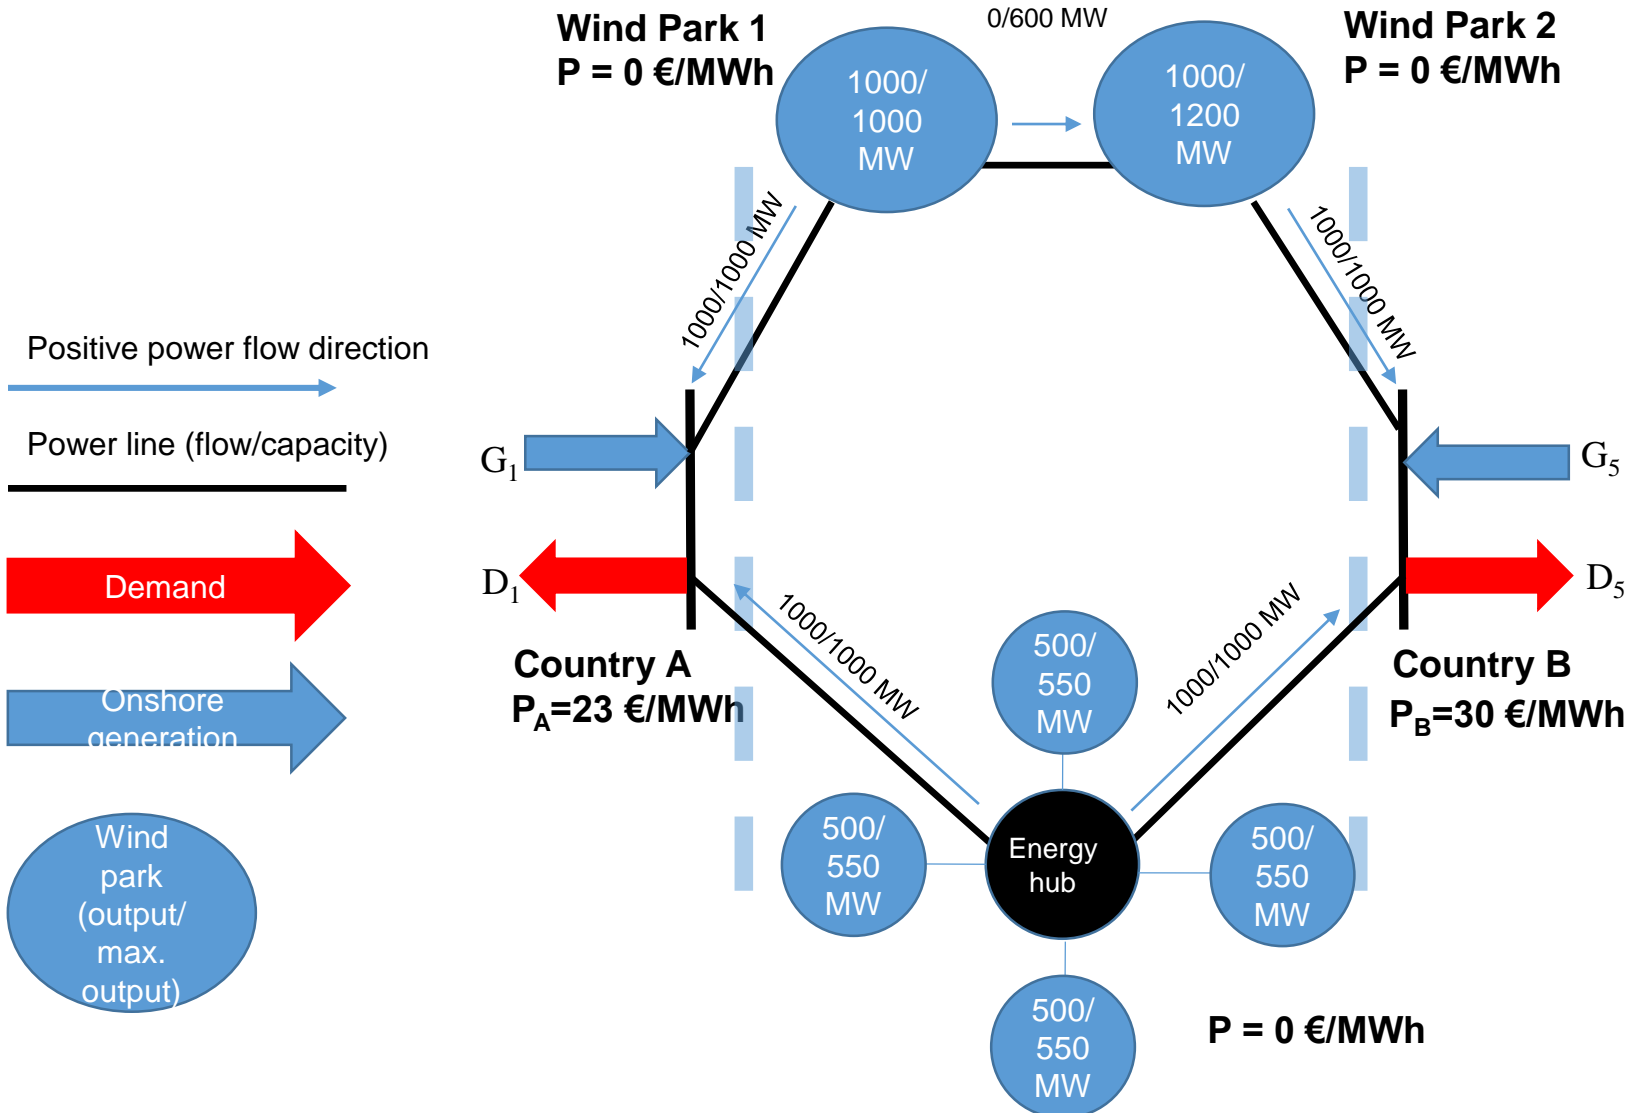 Wind Park 1
P = 0 €/MWh
0/600 MW
Wind Park 2
P = 0 €/MWh
1000/
1000
MW
1000/
1200
MW
1000/1000 MW
1000/1000 MW
Positive power flow direction
Power line (flow/capacity)
Demand
Onshore
generation
Wind
park
(output/
max.
output)
G1
D1
G5
D5
Country A
PA=23 €/MWh
Country B
PB=30 €/MWh
1000/1000 MW
1000/1000 MW
500/
550
MW
500/
550
MW
Energy
hub
500/
550
MW
500/
550
MW
P = 0 €/MWh